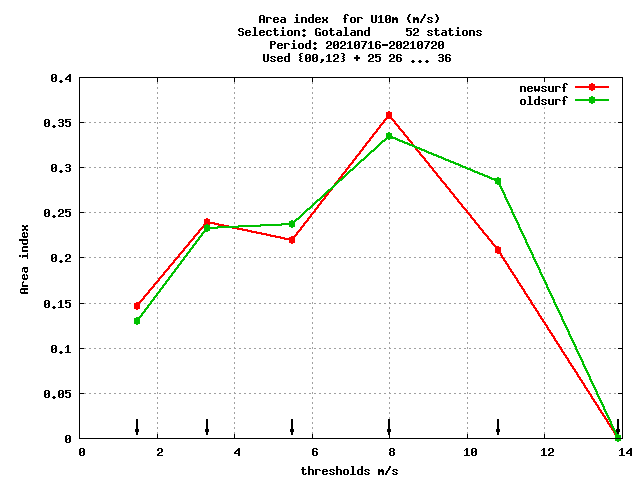 Area index  for U10m (m/s)
Selection: Gotaland     52 stations
Period: 20210716-20210720
Used {00,12} + 25 26 ... 36
newsurf
oldsurf
Area index
0.4
0.35
0.3
0.25
0.2
0.15
0.1
0.05
0
0 2 4 6 8 10 12 14
thresholds m/s